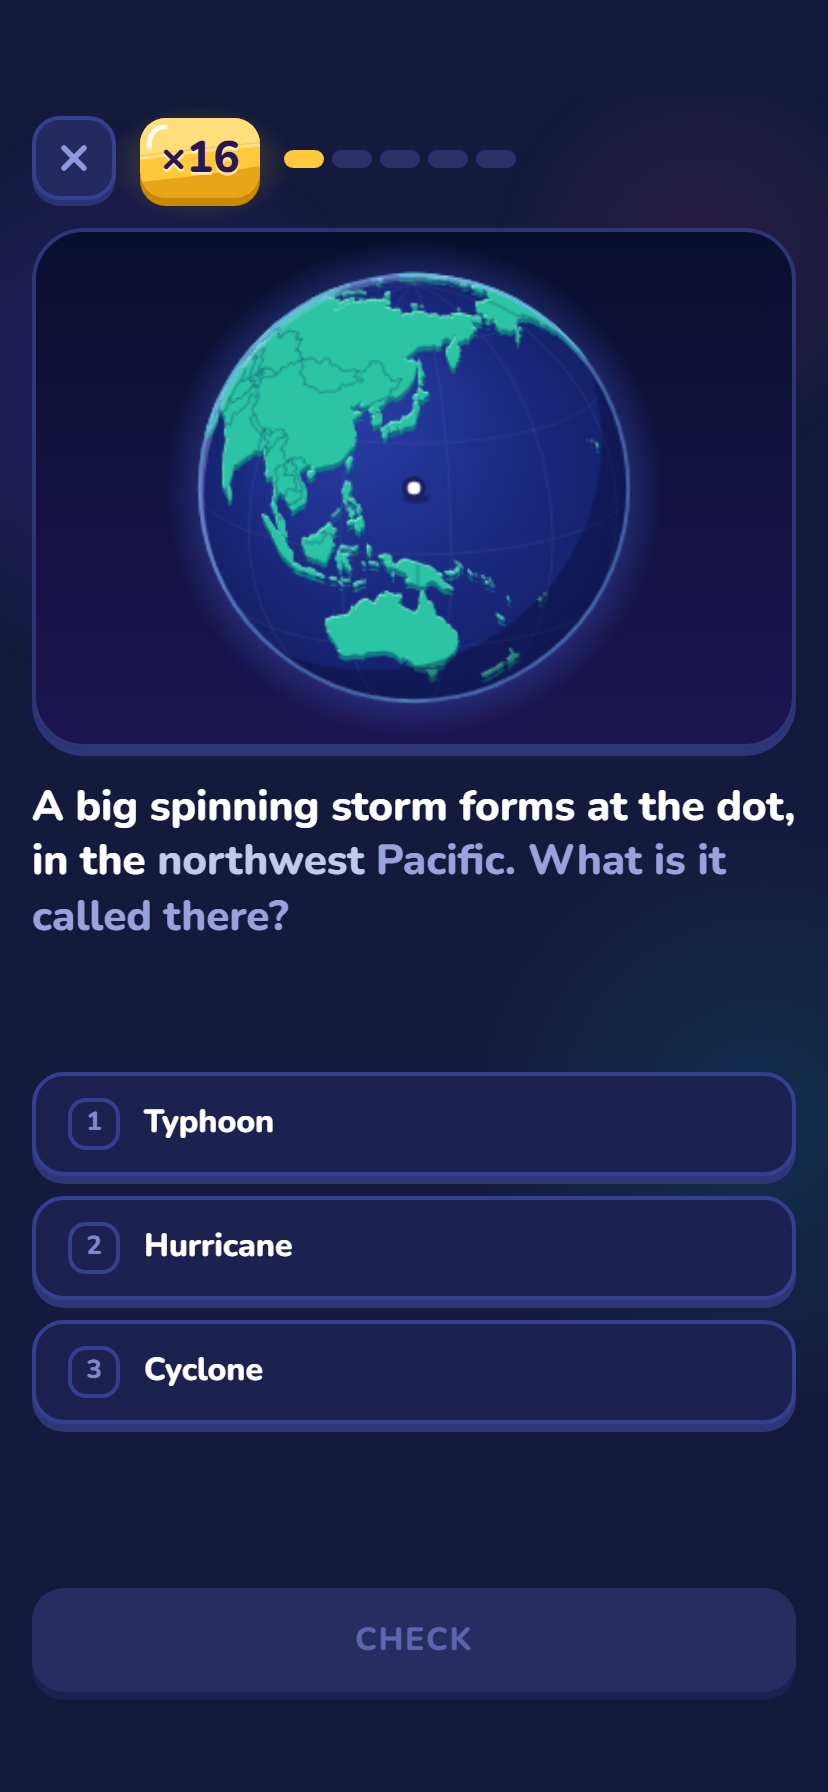 ×16
A big spinning storm forms at the dot,
in the northwest Pacific. What is it
called there?
1 Typhoon
2 Hurricane
3 Cyclone
CHECK